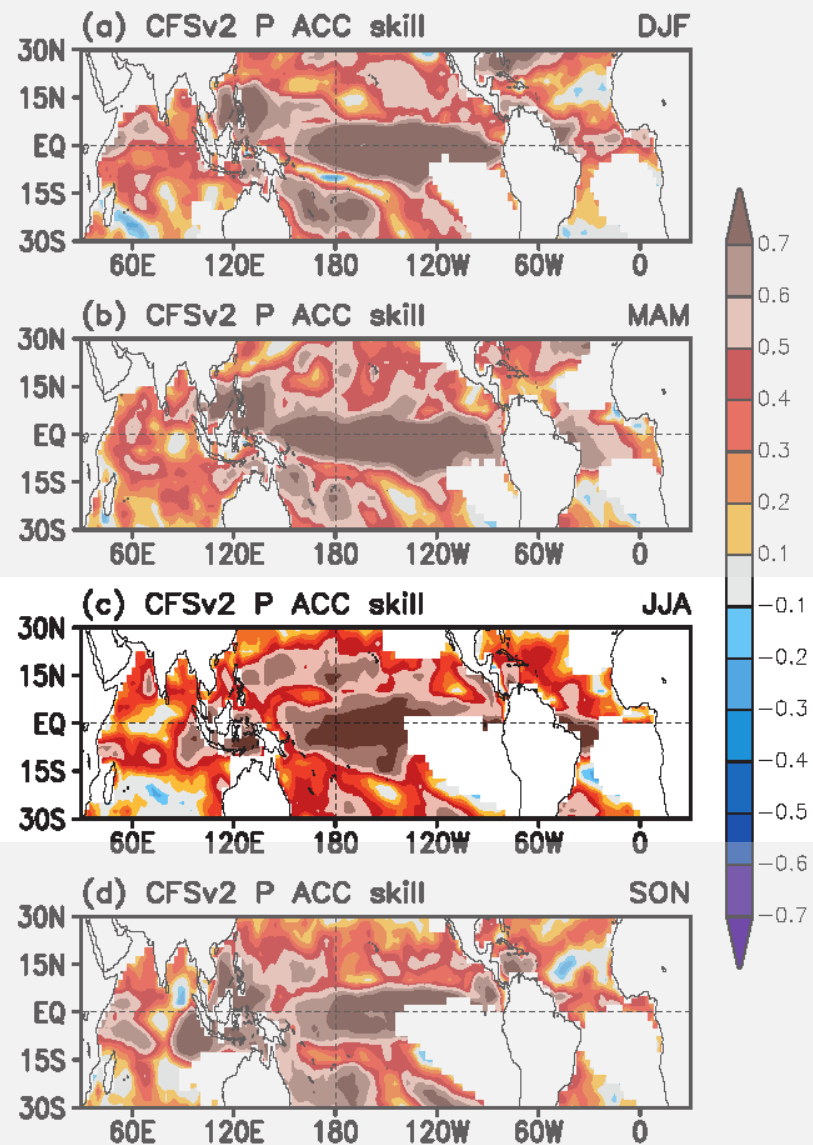 (a) CFSv2 P ACC skill DJF
30N
15N
EQ
15S
30S
60E 120E 180 120W 60W 0
(b) CFSv2 P ACC skill MAM
30N
15N
EQ
15S
30S
60E 120E 180 120W 60W 0
(c) CFSv2 P ACC skill JJA
30N
15N
EQ
15S
30S
60E 120E 180 120W 60W 0
(d) CFSv2 P ACC skill SON
30N
15N
EQ
15S
30S
60E 120E 180 120W 60W 0
0.7
0.6
0.5
0.4
0.3
0.2
0.1
-0.1
-0.2
-0.3
-0.4
-0.5
-0.6
-0.7